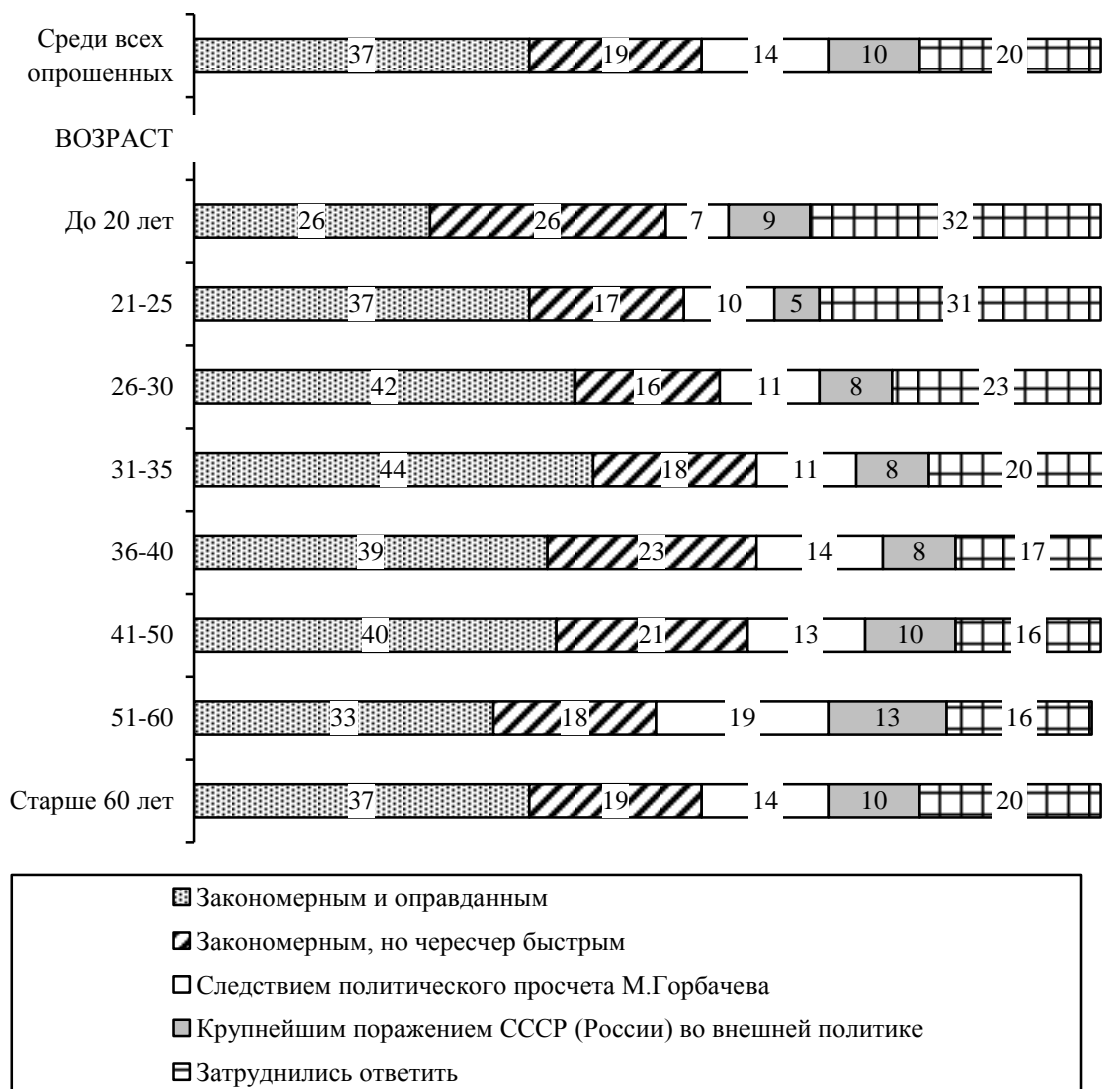 Среди всех
опрошенных
37 19 14 10 20
ВОЗРАСТ
До 20 лет 26 26 7 9 32
21-25 37 17 10 5 31
26-30 42 16 11 8 23
31-35 44 18 11 8 20
36-40 39 23 14 8 17
41-50 40 21 13 10 16
51-60 33 18 19 13 16
Старше 60 лет 37 19 14 10 20
Закономерным и оправданным
Закономерным, но чересчер быстрым
Следствием политического просчета М.Горбачева
Крупнейшим поражением СССР (России) во внешней политике
Затруднились ответить